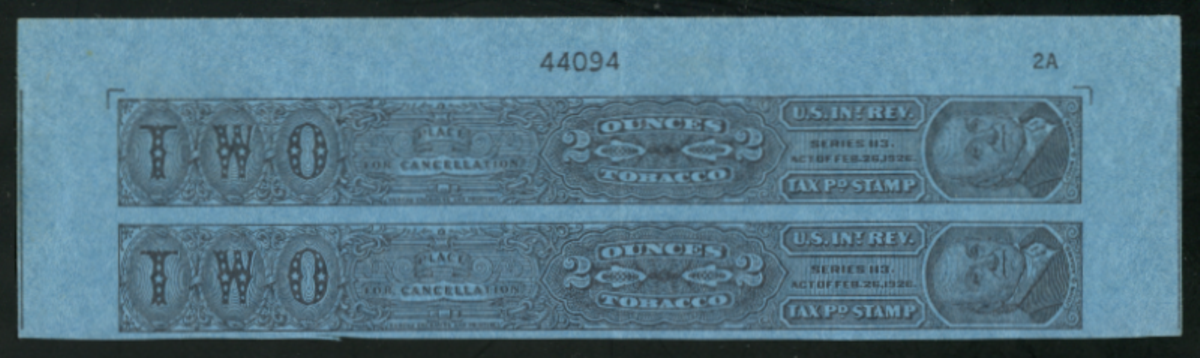 44094 2A
TWO
PLACE
FOR CANCELLATION
2 OUNCES 2
TOBACCO
U.S. INT. REV.
SERIES 113.
ACT OF FEB. 26, 1926.
TAX PD STAMP
TWO
PLACE
FOR CANCELLATION
2 OUNCES 2
TOBACCO
U.S. INT. REV.
SERIES 113.
ACT OF FEB. 26, 1926.
TAX PD STAMP